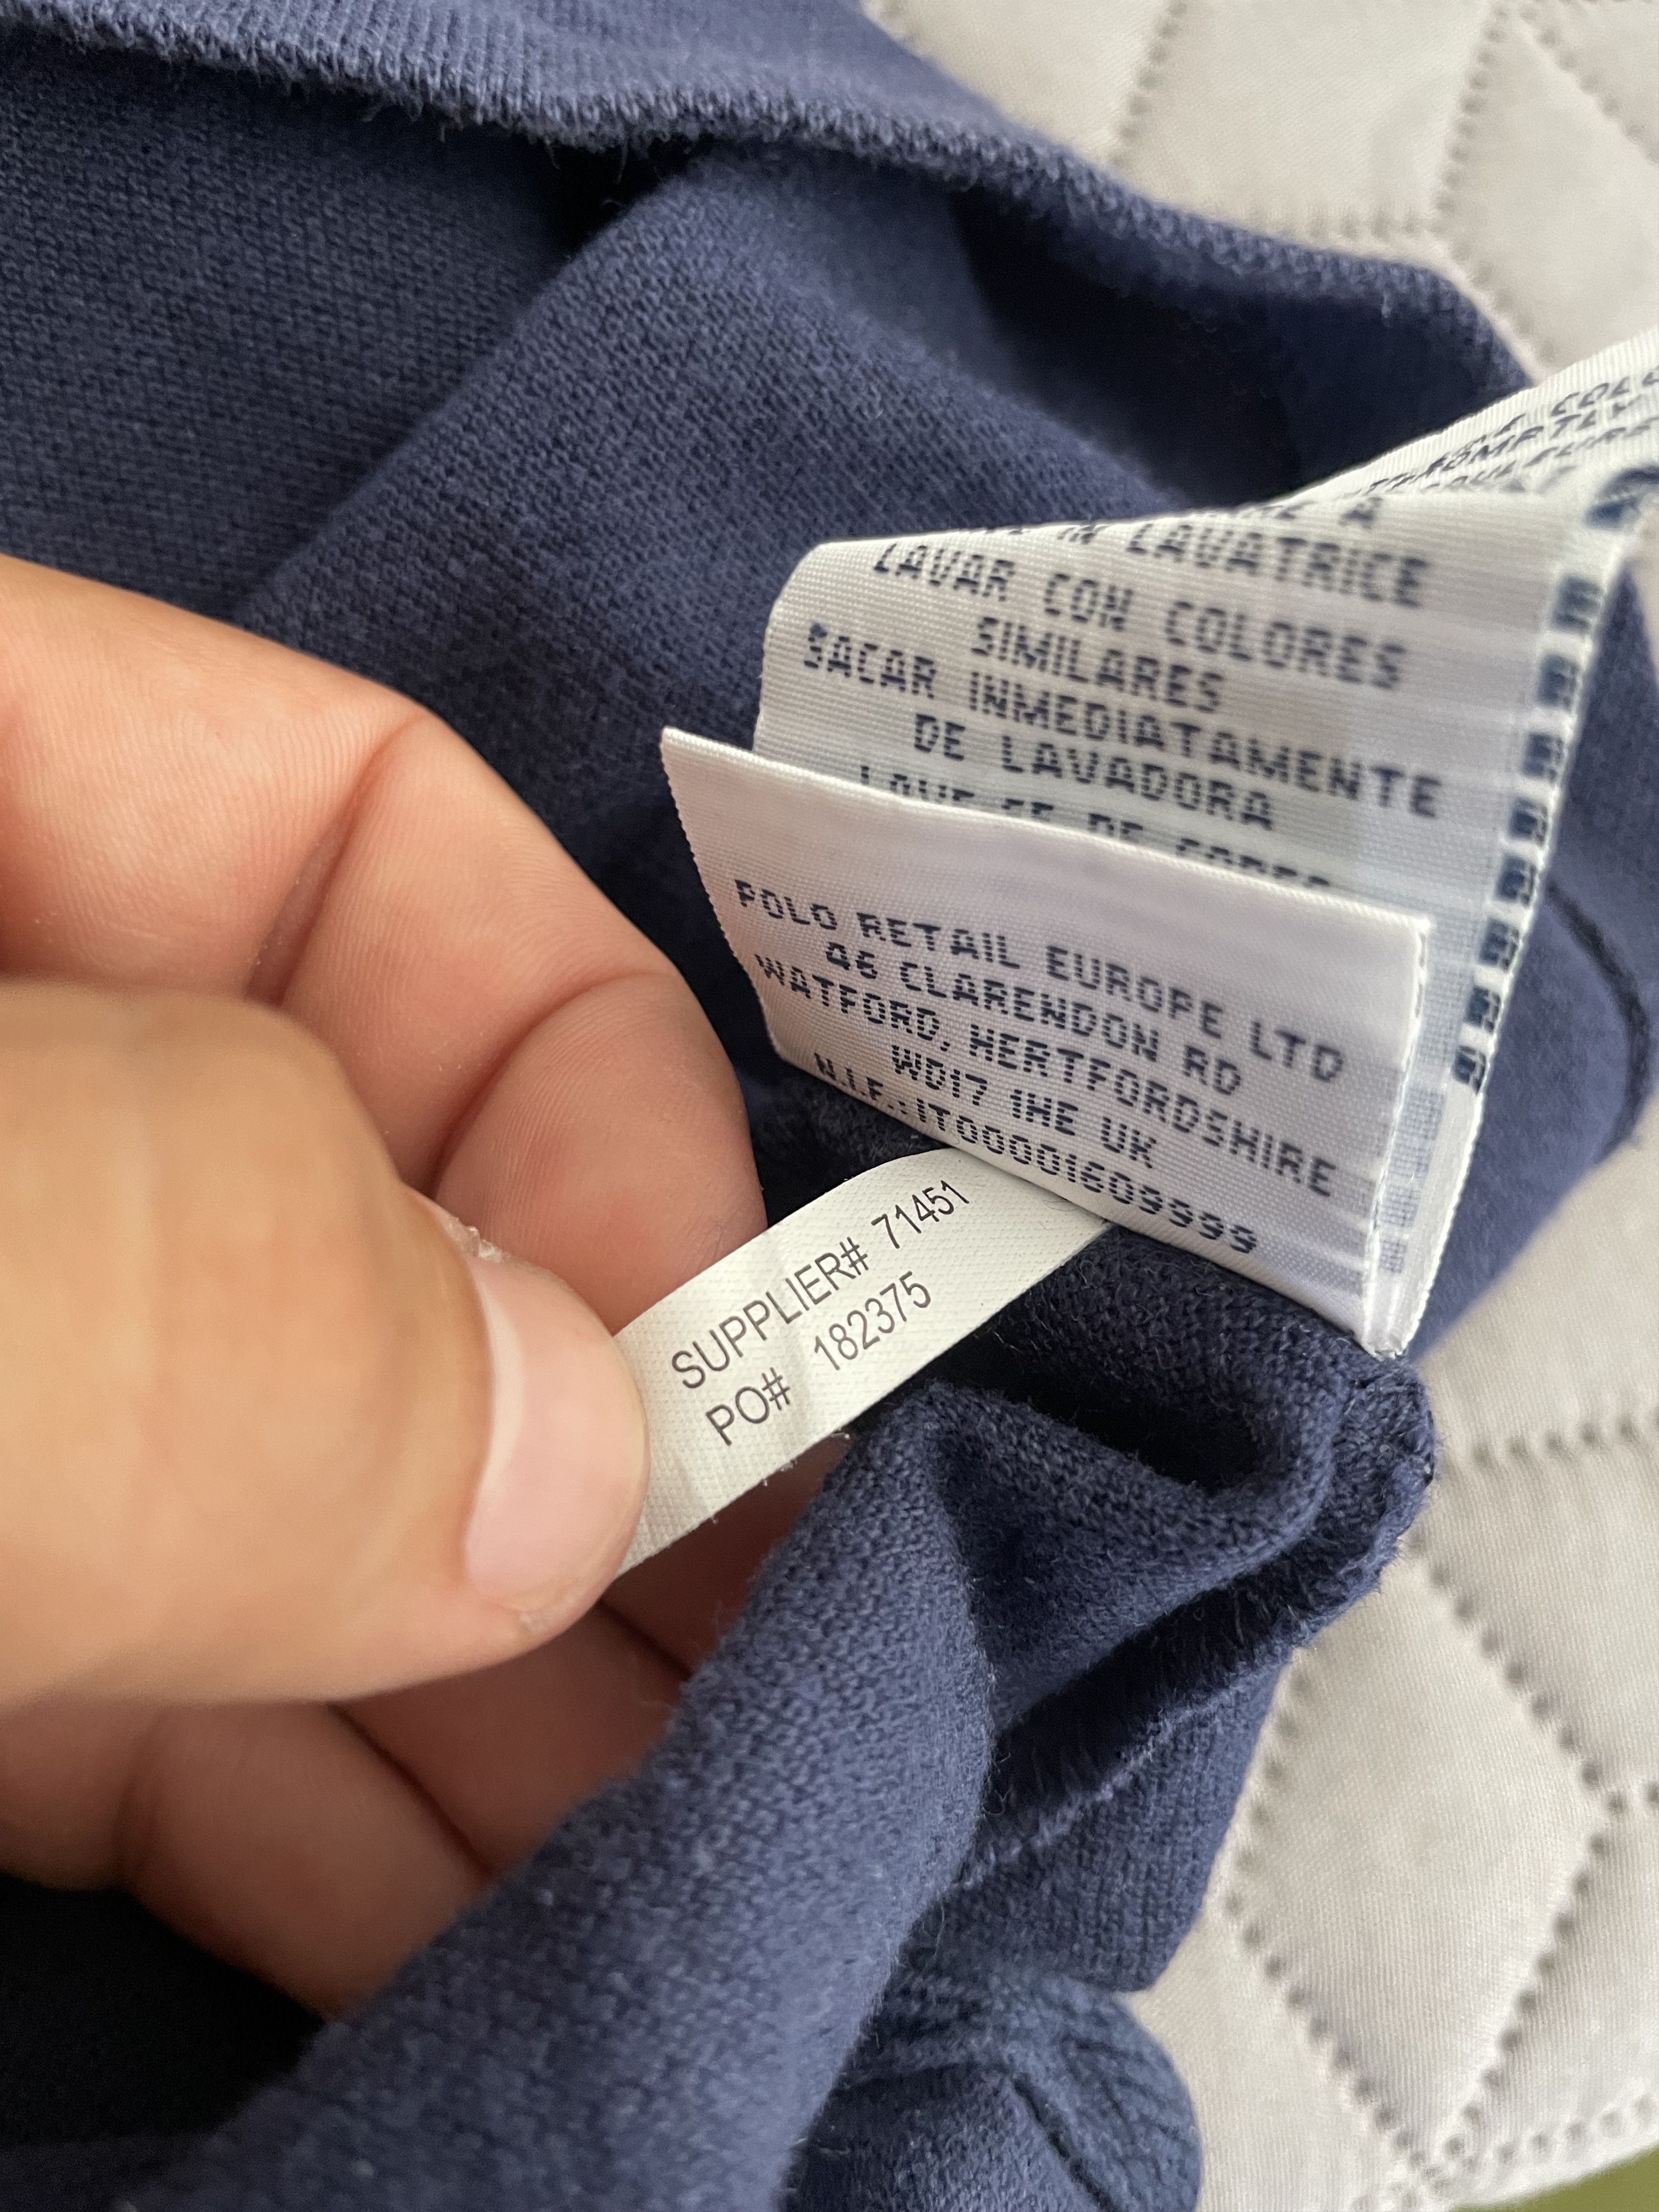 LAVATRICE
LAVAR CON COLORES
SIMILARES
SACAR INMEDIATAMENTE
DE LAVADORA
POLO RETAIL EUROPE LTD
46 CLARENDON RD
WATFORD, HERTFORDSHIRE
WD17 1HE UK
N.I.F.:IT00001609999
SUPPLIER# 71451
PO# 182375